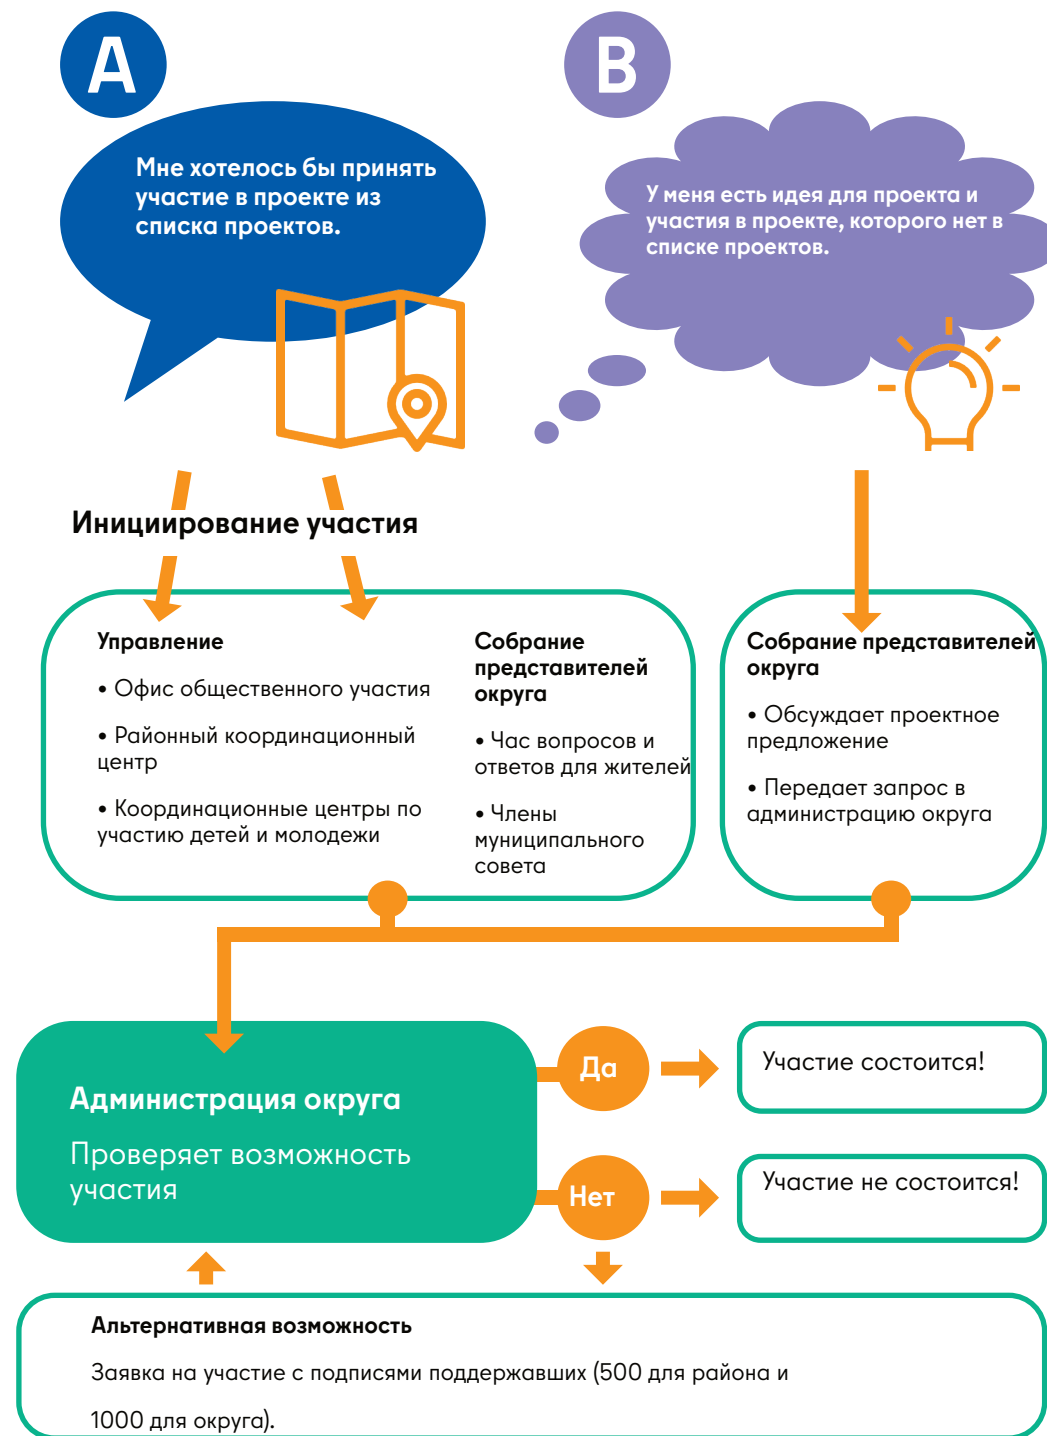 A
Мне хотелось бы принять
участие в проекте из
списка проектов.
B
У меня есть идея для проекта и
участия в проекте, которого нет в
списке проектов.
Инициирование участия
Управление
• Офис общественного участия
• Районный координационный
центр
• Координационные центры по
участию детей и молодежи
Собрание
представителей
округа
• Час вопросов и
ответов для жителей
• Члены
муниципального
совета
Собрание представителей
округа
• Обсуждает проектное
предложение
• Передает запрос в
администрацию округа
Администрация округа
Проверяет возможность
участия
Да
Участие состоится!
Нет
Участие не состоится!
Альтернативная возможность
Заявка на участие с подписями поддержавших (500 для района и
1000 для округа).